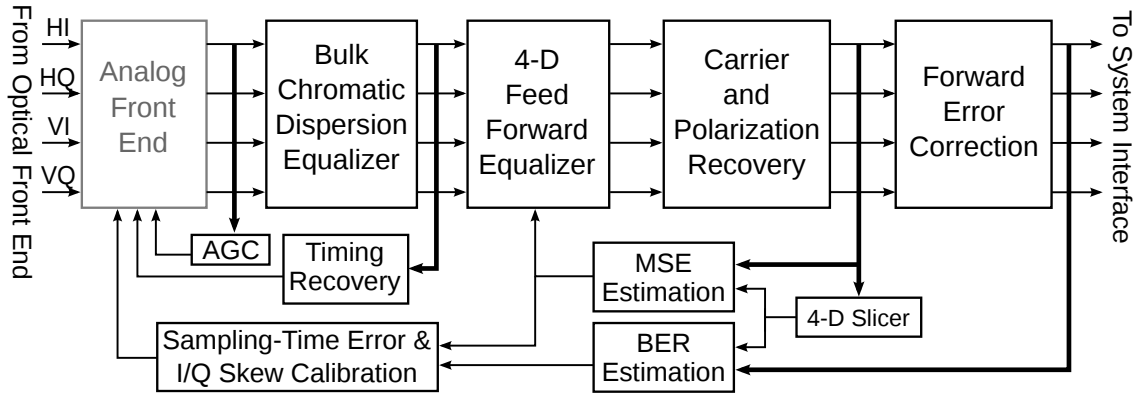 From Optical Front End
HI
HQ
VI
VQ
Analog
Front
End
Bulk
Chromatic
Dispersion
Equalizer
4-D
Feed
Forward
Equalizer
Carrier
and
Polarization
Recovery
Forward
Error
Correction
To System Interface
AGC
Timing
Recovery
MSE
Estimation
4-D Slicer
Sampling-Time Error &
I/Q Skew Calibration
BER
Estimation